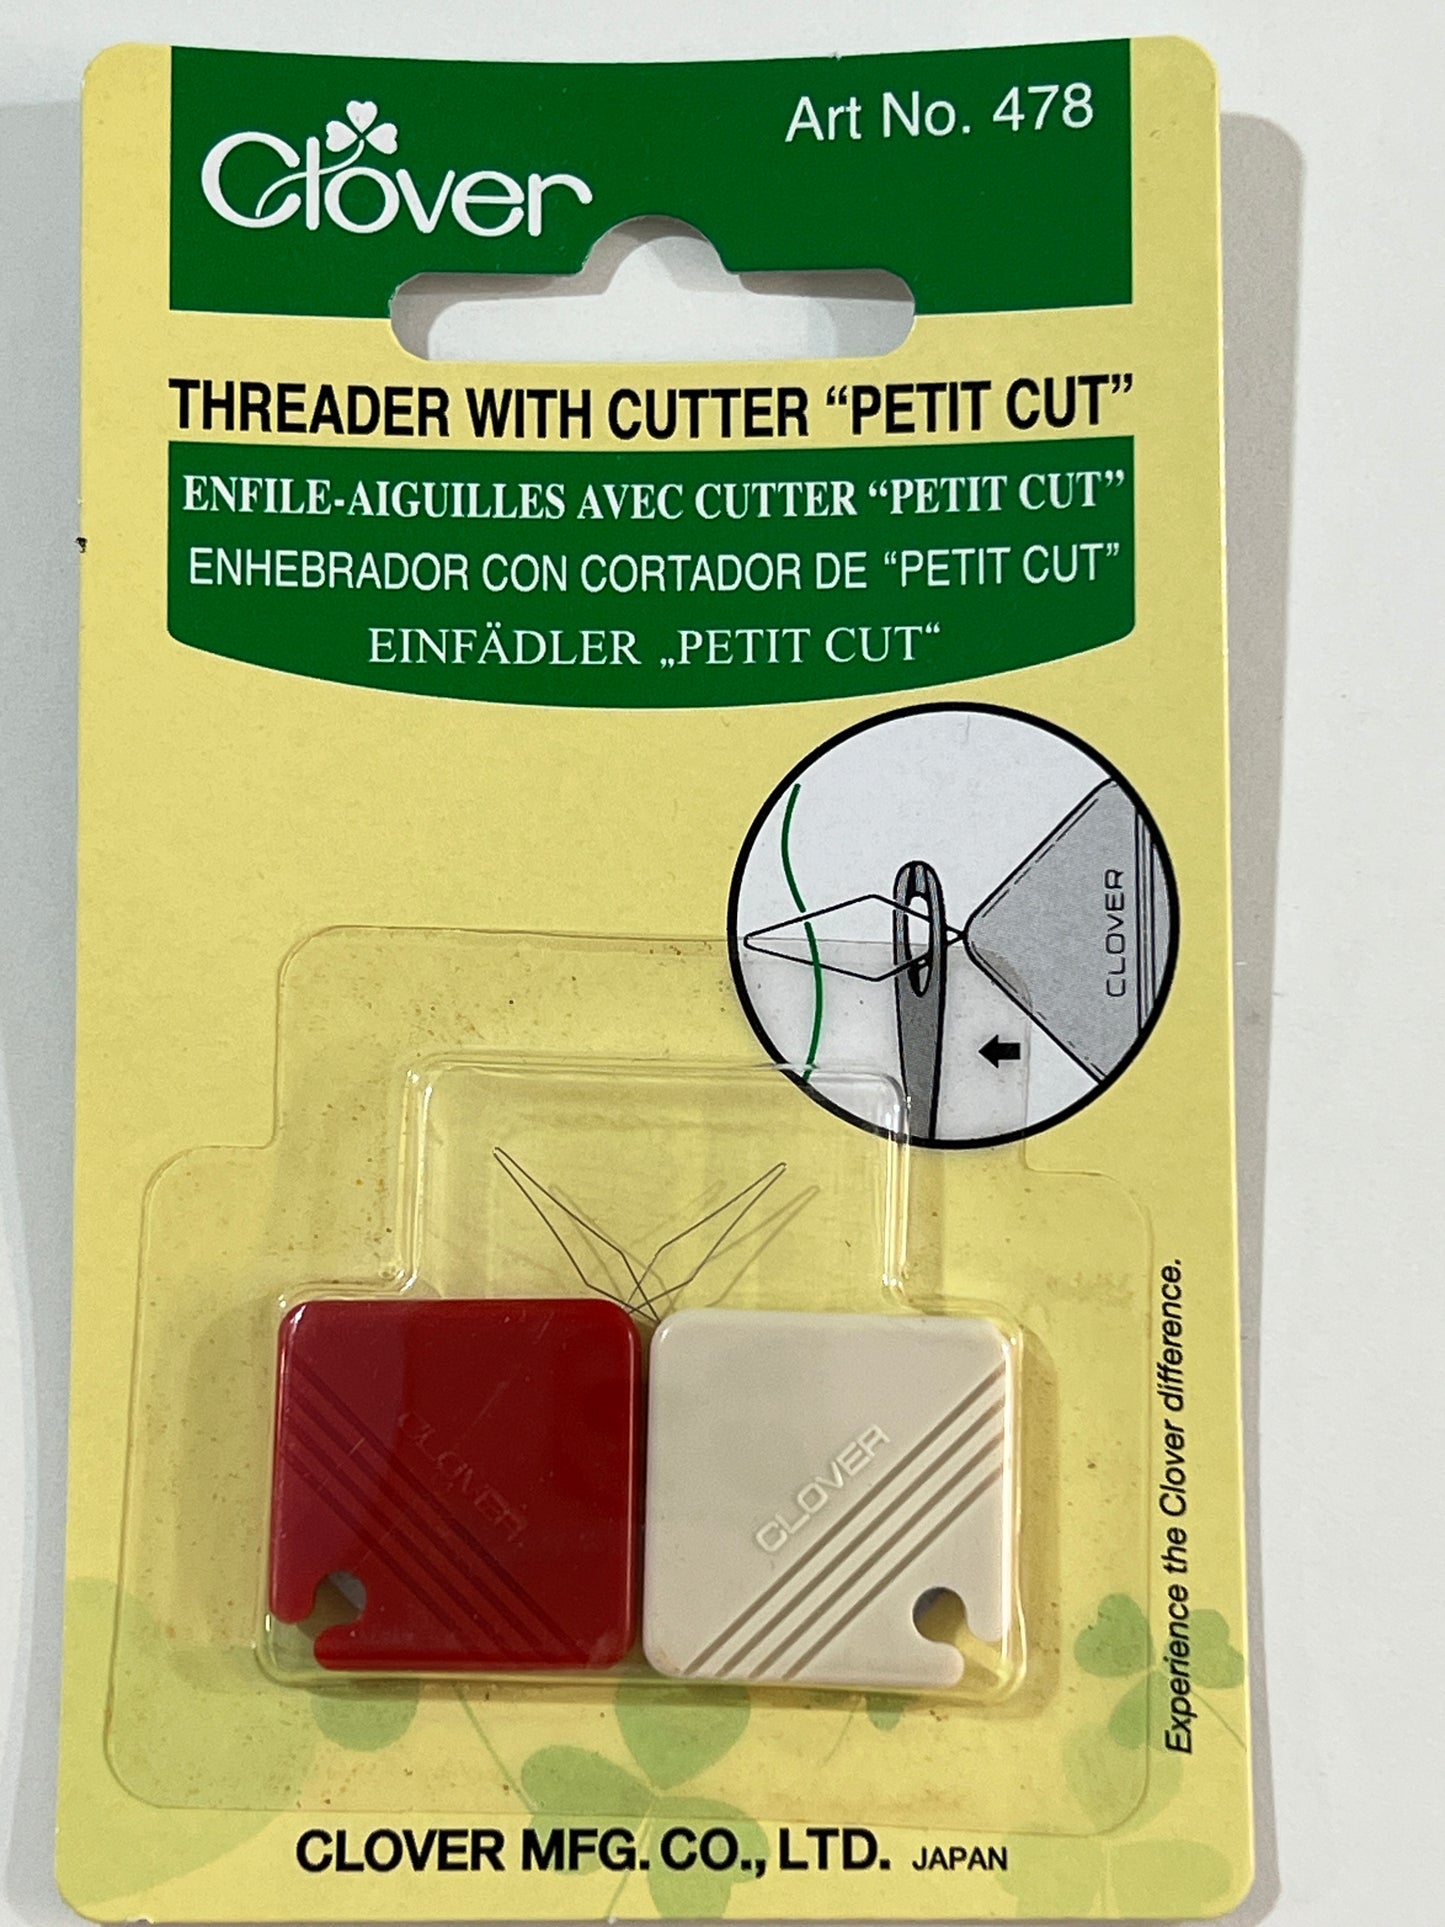 Clover
Art No. 478
THREADER WITH CUTTER “PETIT CUT”
ENFILE-AIGUILLES AVEC CUTTER “PETIT CUT”
ENHEBRADOR CON CORTADOR DE “PETIT CUT”
EINFÄDLER „PETIT CUT“
CLOVER
CLOVER
CLOVER
Experience the Clover difference.
CLOVER MFG. CO., LTD. JAPAN